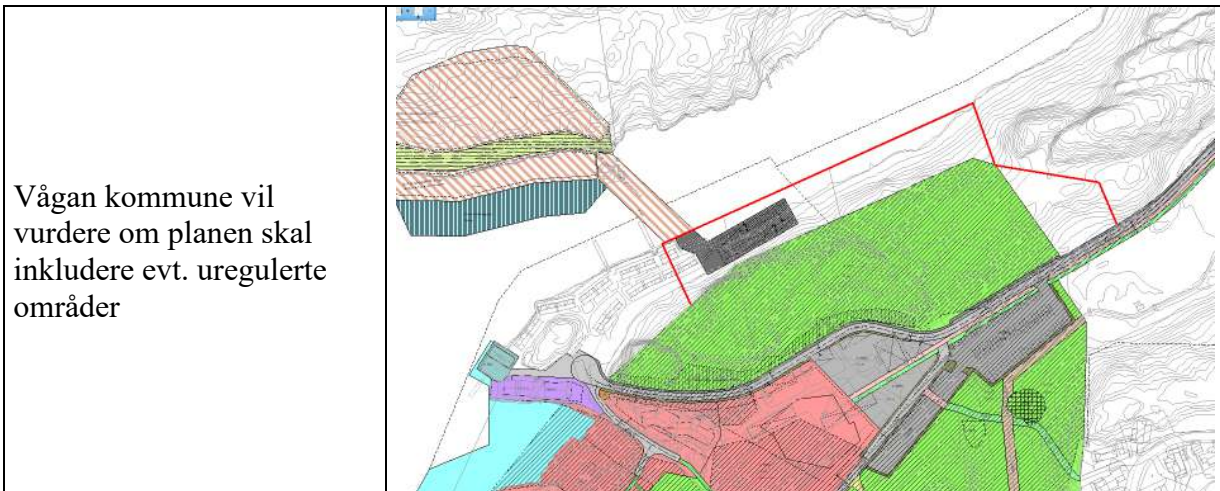 Vågan kommune vil
vurdere om planen skal
inkludere evt. uregulerte
områder